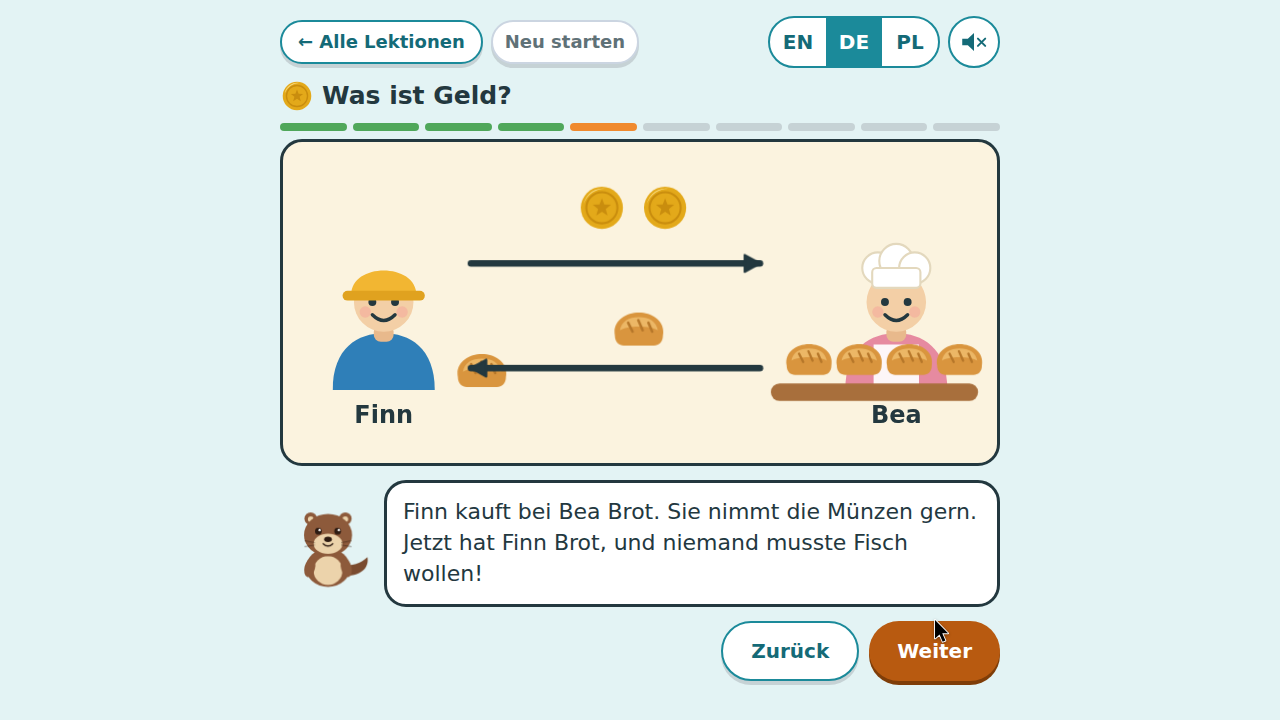 ← Alle Lektionen
Neu starten
EN DE PL
Was ist Geld?
Finn
Bea
Finn kauft bei Bea Brot. Sie nimmt die Münzen gern.
Jetzt hat Finn Brot, und niemand musste Fisch
wollen!
Zurück
Weiter